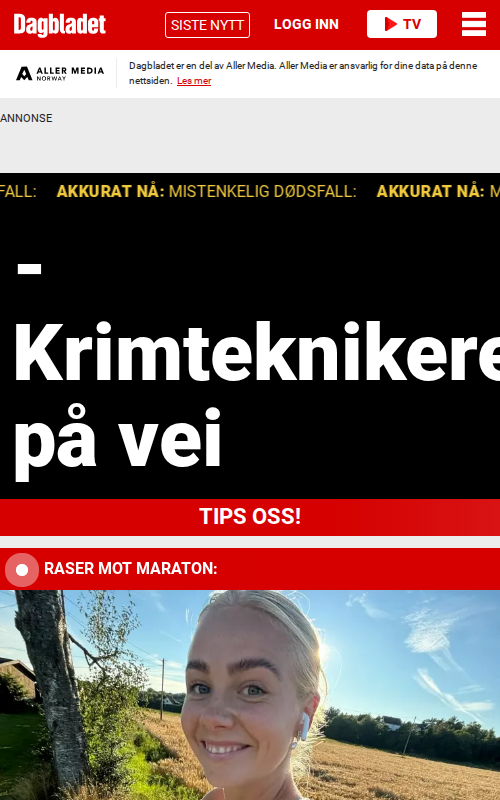 Dagbladet
SISTE NYTT
LOGG INN
TV
ALLER MEDIA
NORWAY
Dagbladet er en del av Aller Media. Aller Media er ansvarlig for dine data på denne
nettsiden. Les mer
ANNONSE
FALL: AKKURAT NÅ: MISTENKELIG DØDSFALL: AKKURAT NÅ: M
–
Krimteknikere
på vei
TIPS OSS!
RASER MOT MARATON: